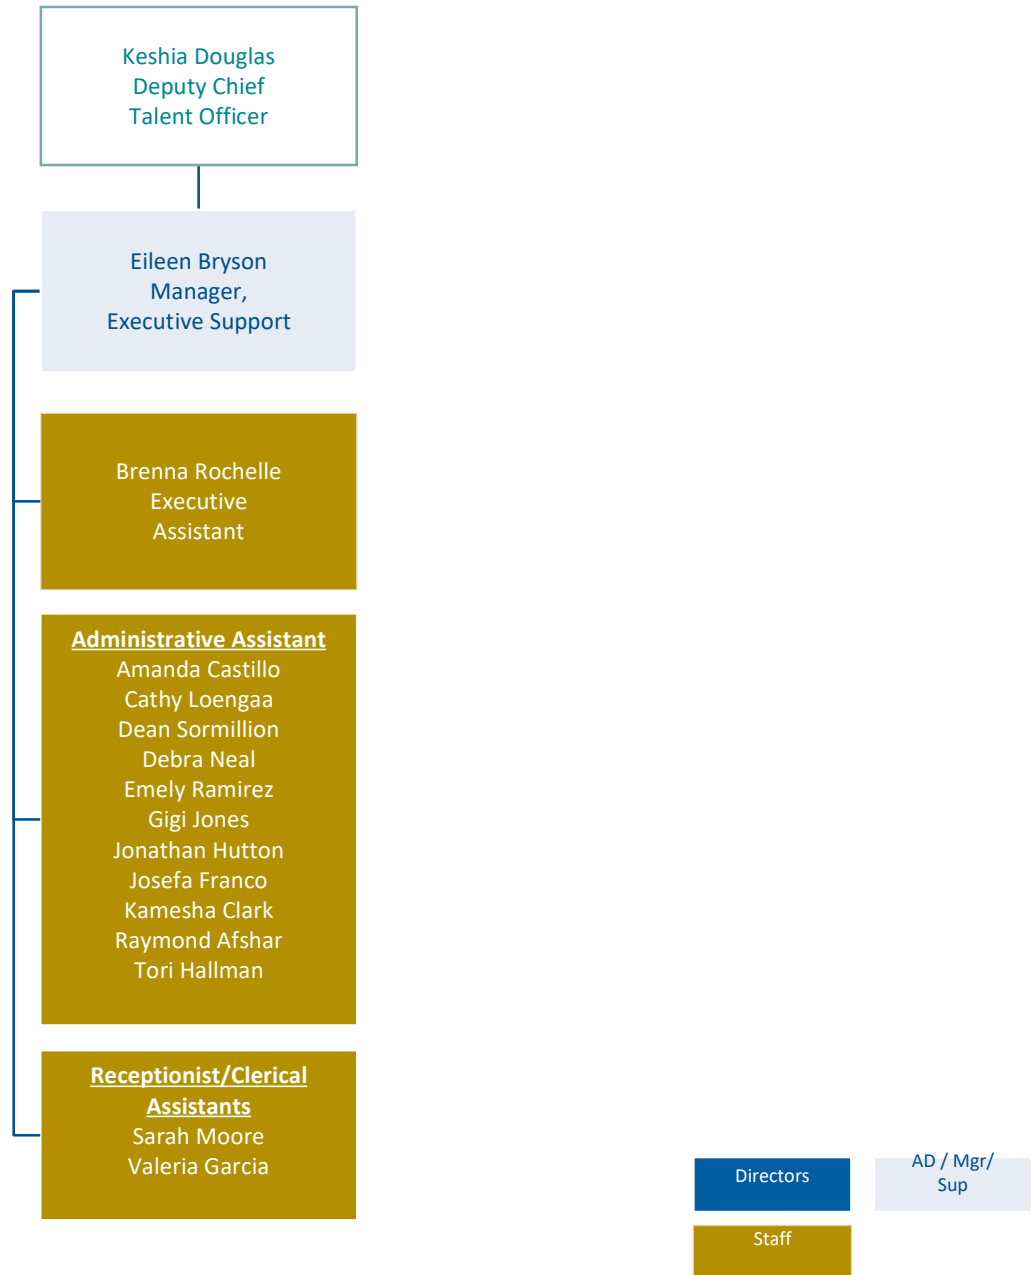 Keshia Douglas
Deputy Chief
Talent Officer
Eileen Bryson
Manager,
Executive Support
Brenna Rochelle
Executive
Assistant
Administrative Assistant
Amanda Castillo
Cathy Loengaa
Dean Sormillion
Debra Neal
Emely Ramirez
Gigi Jones
Jonathan Hutton
Josefa Franco
Kamesha Clark
Raymond Afshar
Tori Hallman
Receptionist/Clerical
Assistants
Sarah Moore
Valeria Garcia
Directors
AD / Mgr/
Sup
Staff